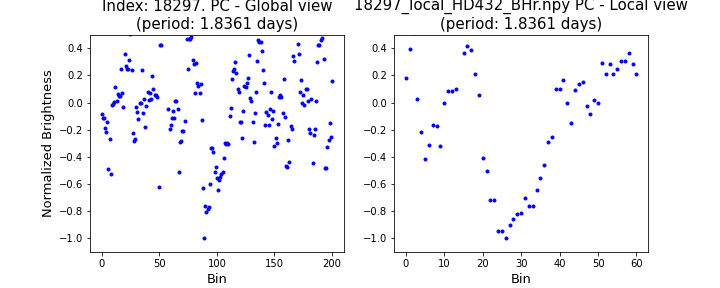 Index: 18297. PC - Global view
(period: 1.8361 days)
18297_local_HD432_BHr.npy PC - Local view
(period: 1.8361 days)
Normalized Brightness
0.4
0.2
0.0
−0.2
−0.4
−0.6
−0.8
−1.0
0 50 100 150 200
Bin
0.4
0.2
0.0
−0.2
−0.4
−0.6
−0.8
−1.0
0 10 20 30 40 50 60
Bin